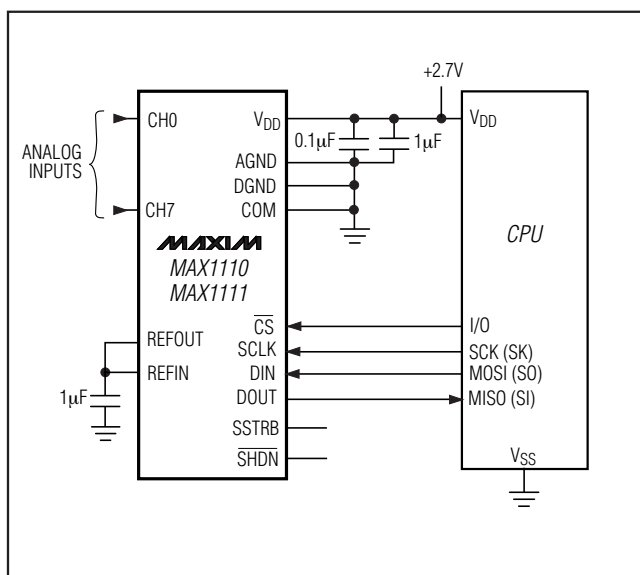 +2.7V
CH0
VDD
VDD
0.1µF
1µF
ANALOG
INPUTS
AGND
DGND
CH7
COM
CPU
MAXIM
MAX1110
MAX1111
CS
I/O
REFOUT
SCLK
SCK (SK)
REFIN
DIN
MOSI (SO)
1µF
DOUT
MISO (SI)
SSTRB
SHDN
VSS